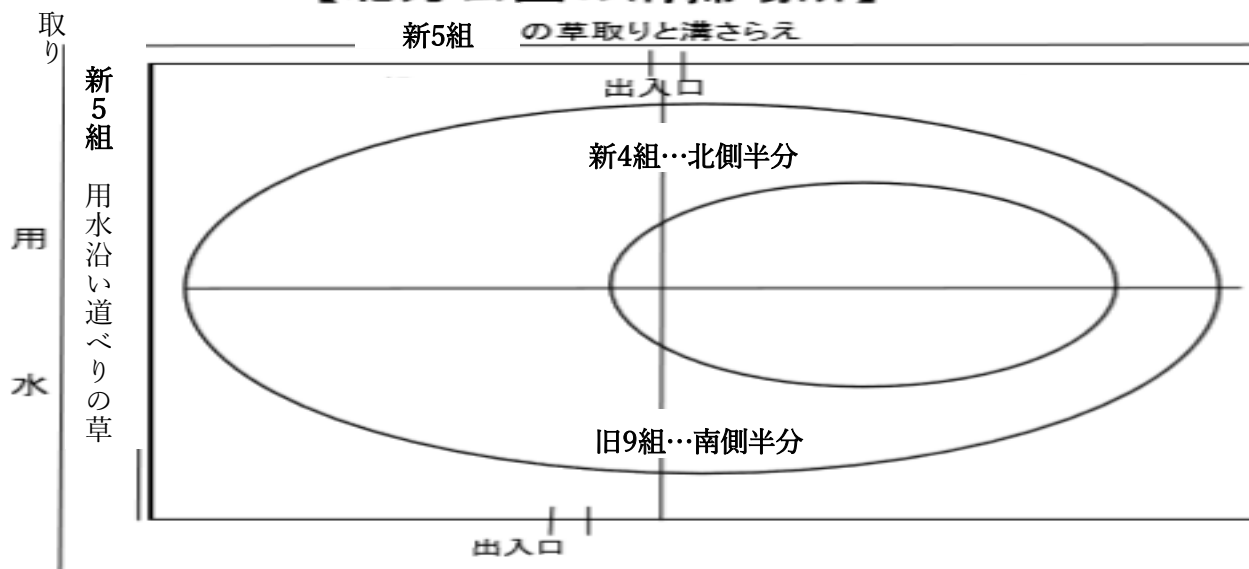 新5組 の草取りと溝さらえ
出入口
新4組…北側半分
旧9組…南側半分
出入口
新5組 用水沿い道べりの草
取り
用水